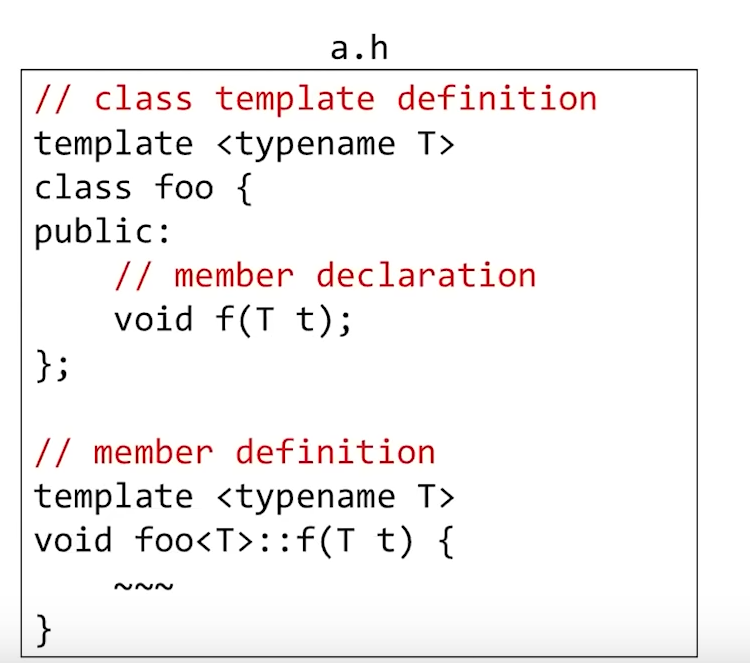 a.h
// class template definition
template <typename T>
class foo {
public:
    // member declaration
    void f(T t);
};

// member definition
template <typename T>
void foo<T>::f(T t) {
    ~~~
}